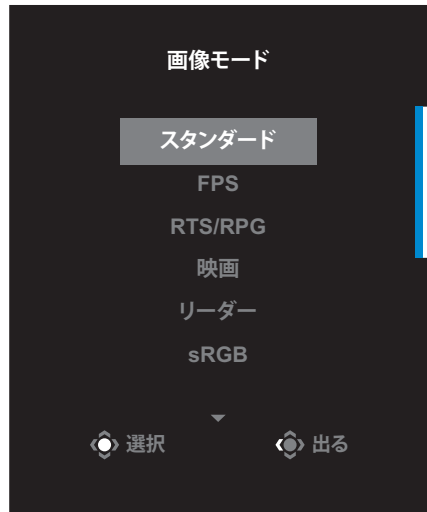 画像モード
スタンダード
FPS
RTS/RPG
映画
リーダー
sRGB
選択 出る